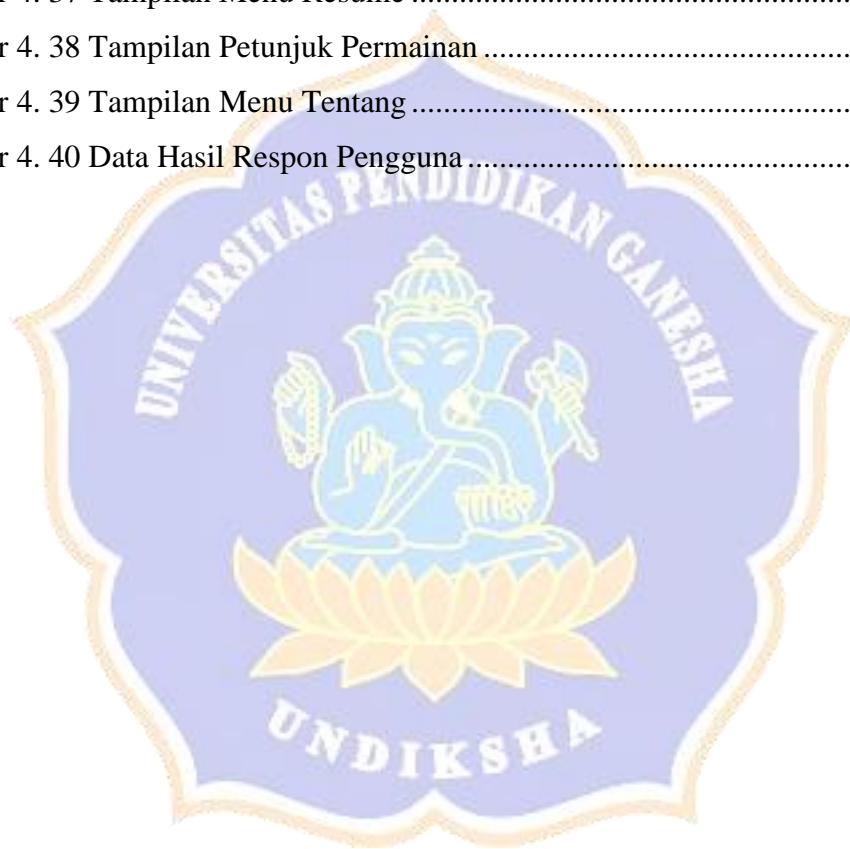 r 4. 37 Tampilan Menu Resume ........................................................
r 4. 38 Tampilan Petunjuk Permainan ...............................................
r 4. 39 Tampilan Menu Tentang ........................................................
r 4. 40 Data Hasil Respon Pengguna .................................................
UNIVERSITAS PENDIDIKAN GANESHA
UNDIKSHA